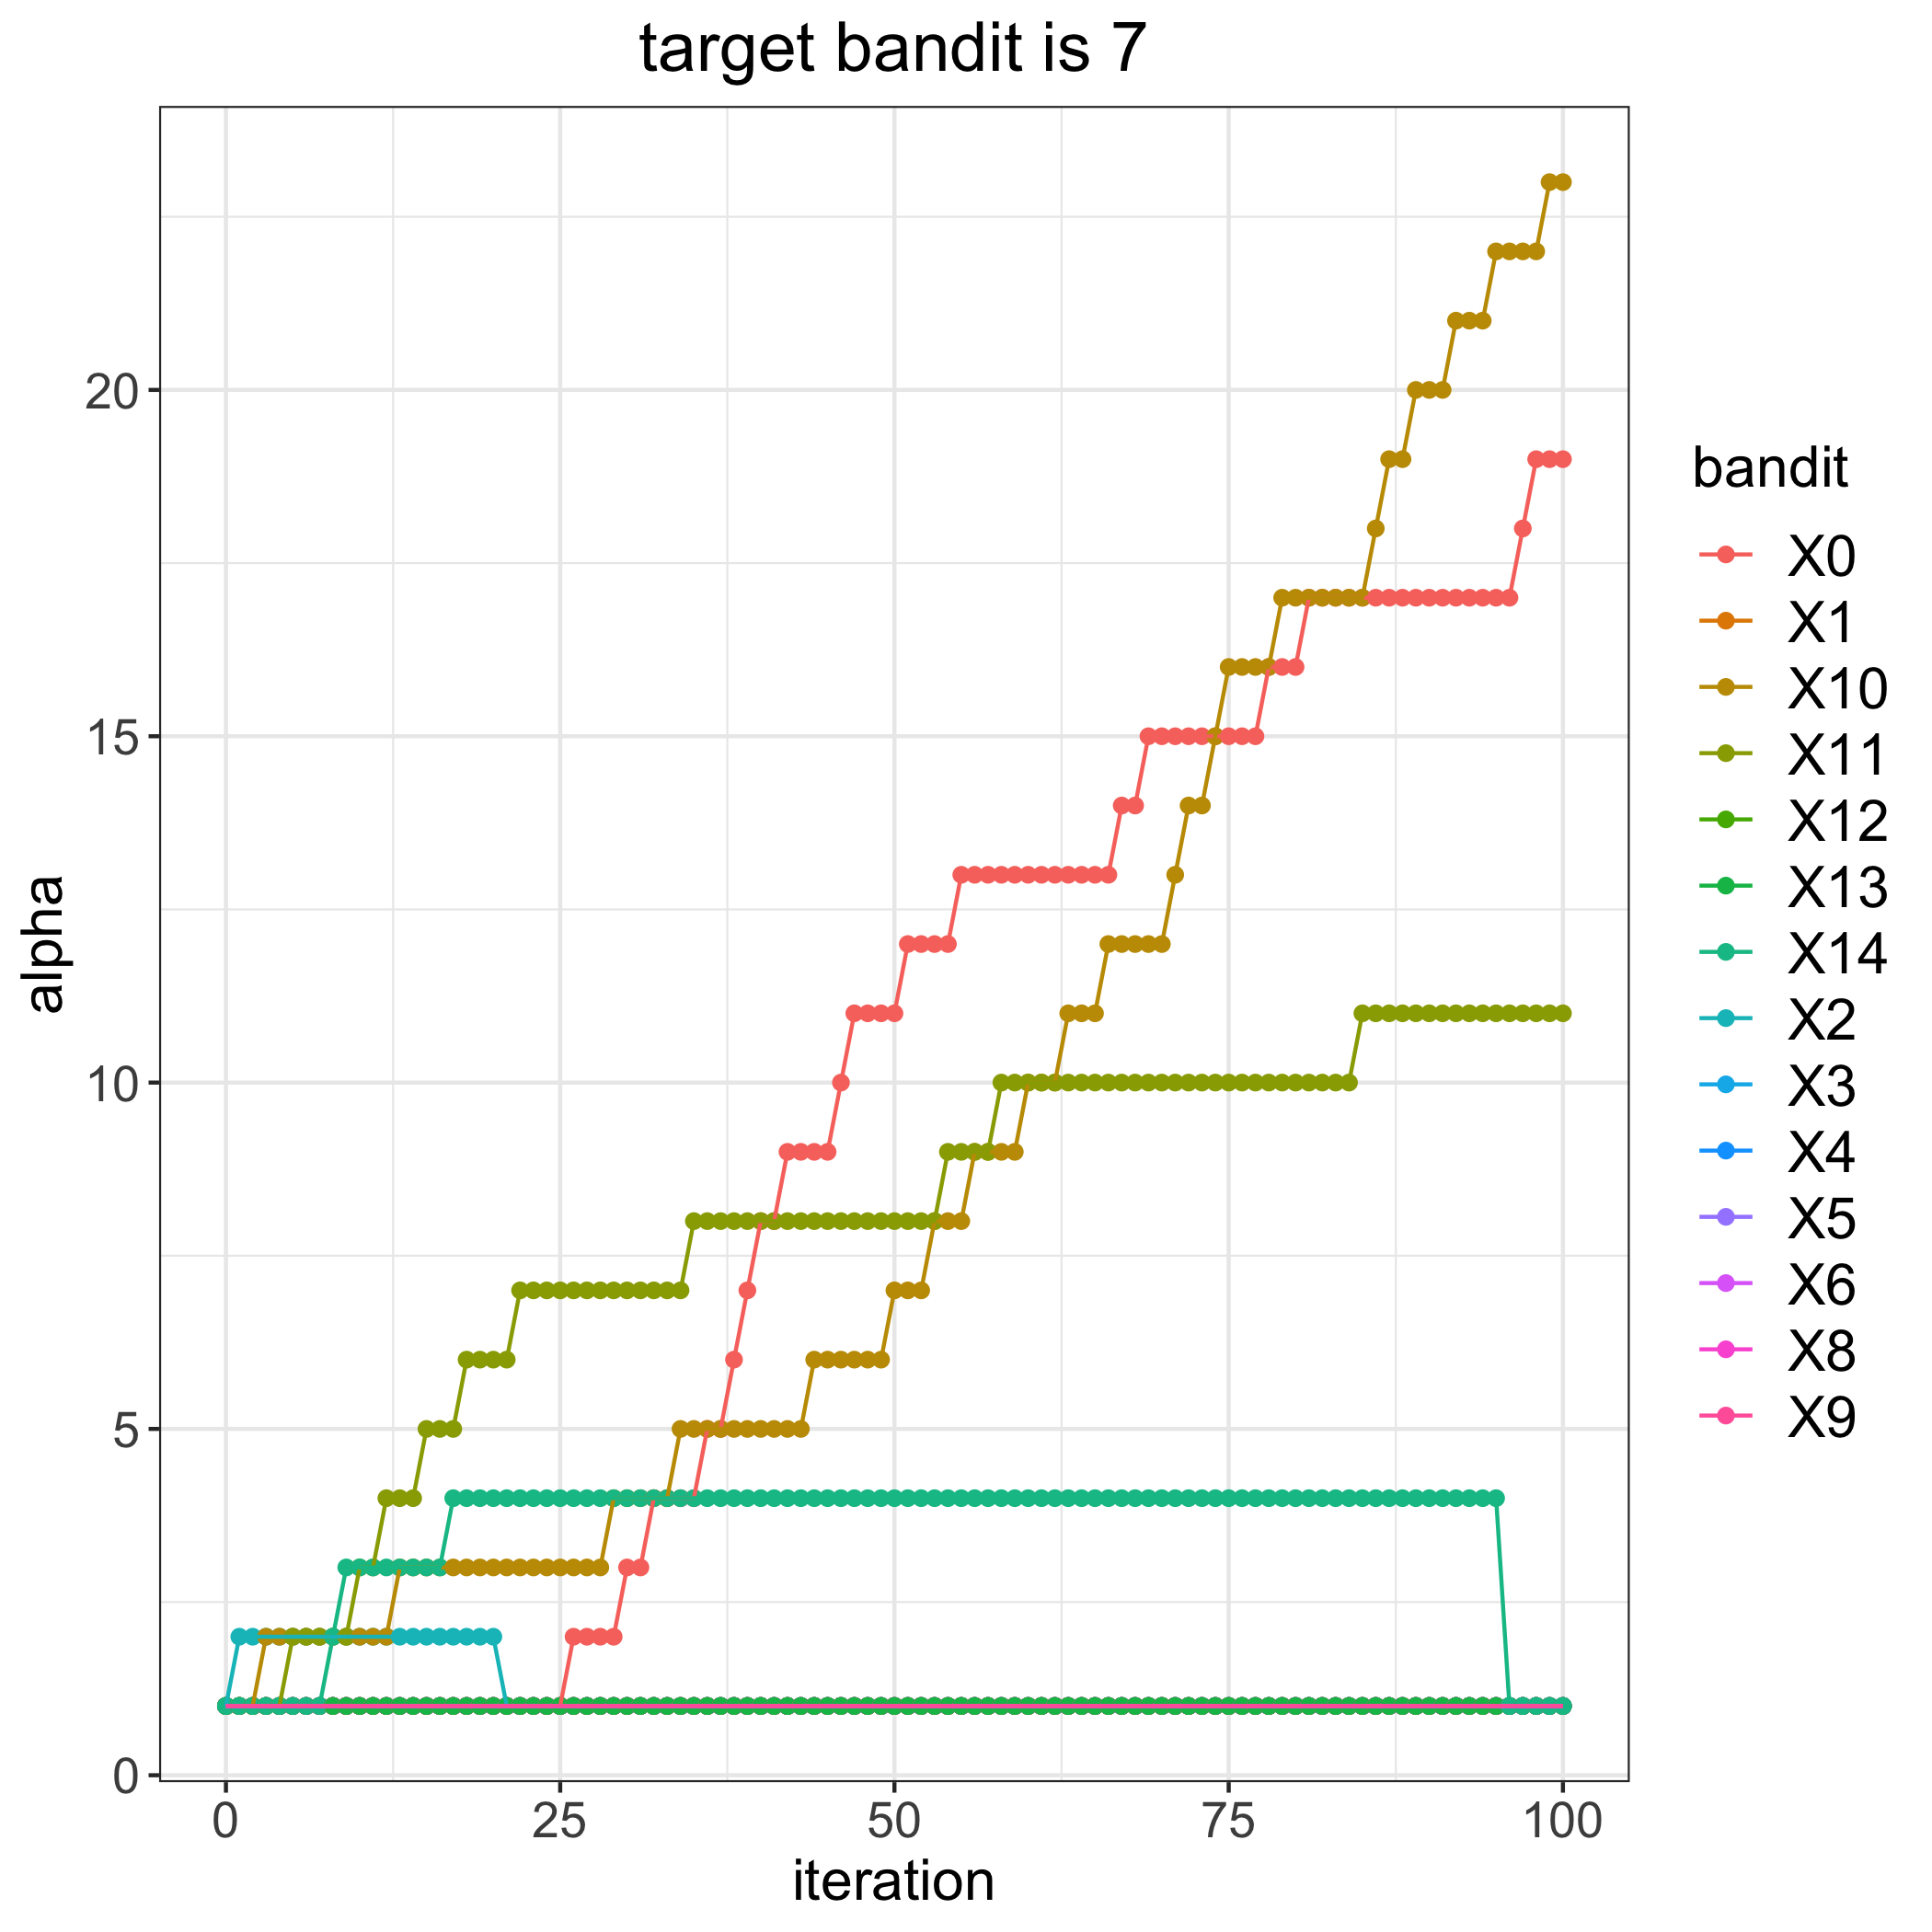 target bandit is 7
alpha
20
15
10
5
0
0 25 50 75 100
iteration
bandit
X0
X1
X10
X11
X12
X13
X14
X2
X3
X4
X5
X6
X8
X9